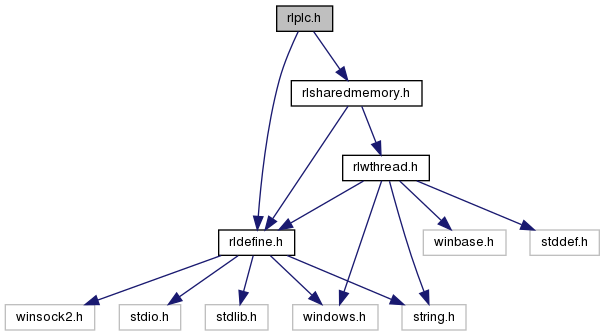 rlplc.h
rlsharedmemory.h
rlwthread.h
rldefine.h
winbase.h
stddef.h
winsock2.h
stdio.h
stdlib.h
windows.h
string.h